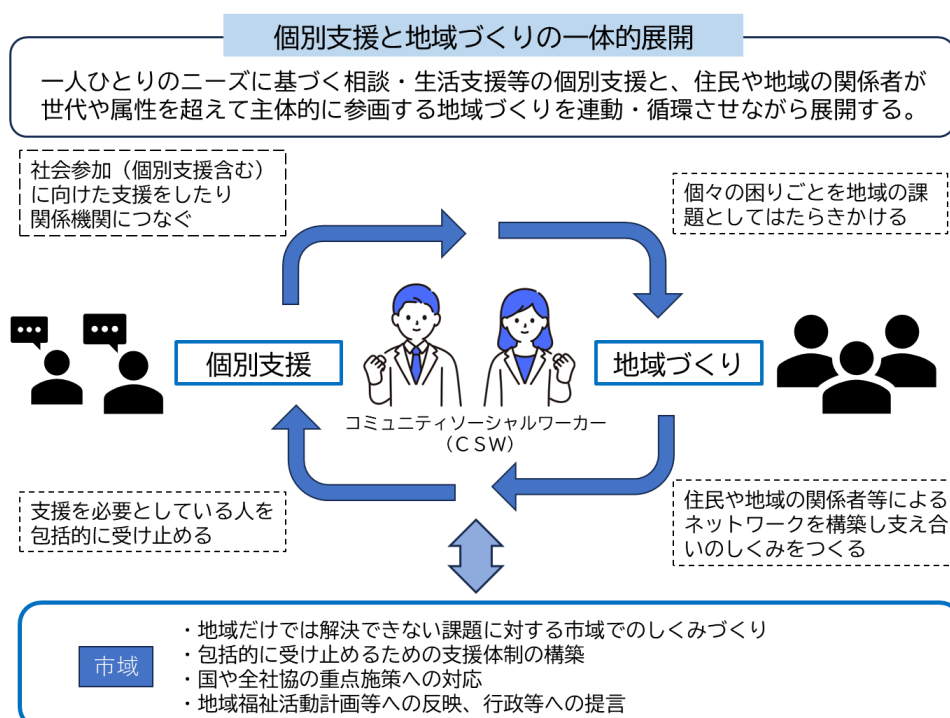 個別支援と地域づくりの一体的展開
一人ひとりのニーズに基づく相談・生活支援等の個別支援と、住民や地域の関係者が
世代や属性を超えて主体的に参画する地域づくりを連動・循環させながら展開する。
社会参加（個別支援含む）
に向けた支援をしたり
関係機関につなぐ
個々の困りごとを地域の課
題としてはたらきかける
個別支援
地域づくり
コミュニティソーシャルワーカー
（ＣＳＷ）
支援を必要としている人を
包括的に受け止める
住民や地域の関係者等による
ネットワークを構築し支え合
いのしくみをつくる
市域
・地域だけでは解決できない課題に対する市域でのしくみづくり
・包括的に受け止めるための支援体制の構築
・国や全社協の重点施策への対応
・地域福祉活動計画等への反映、行政等への提言